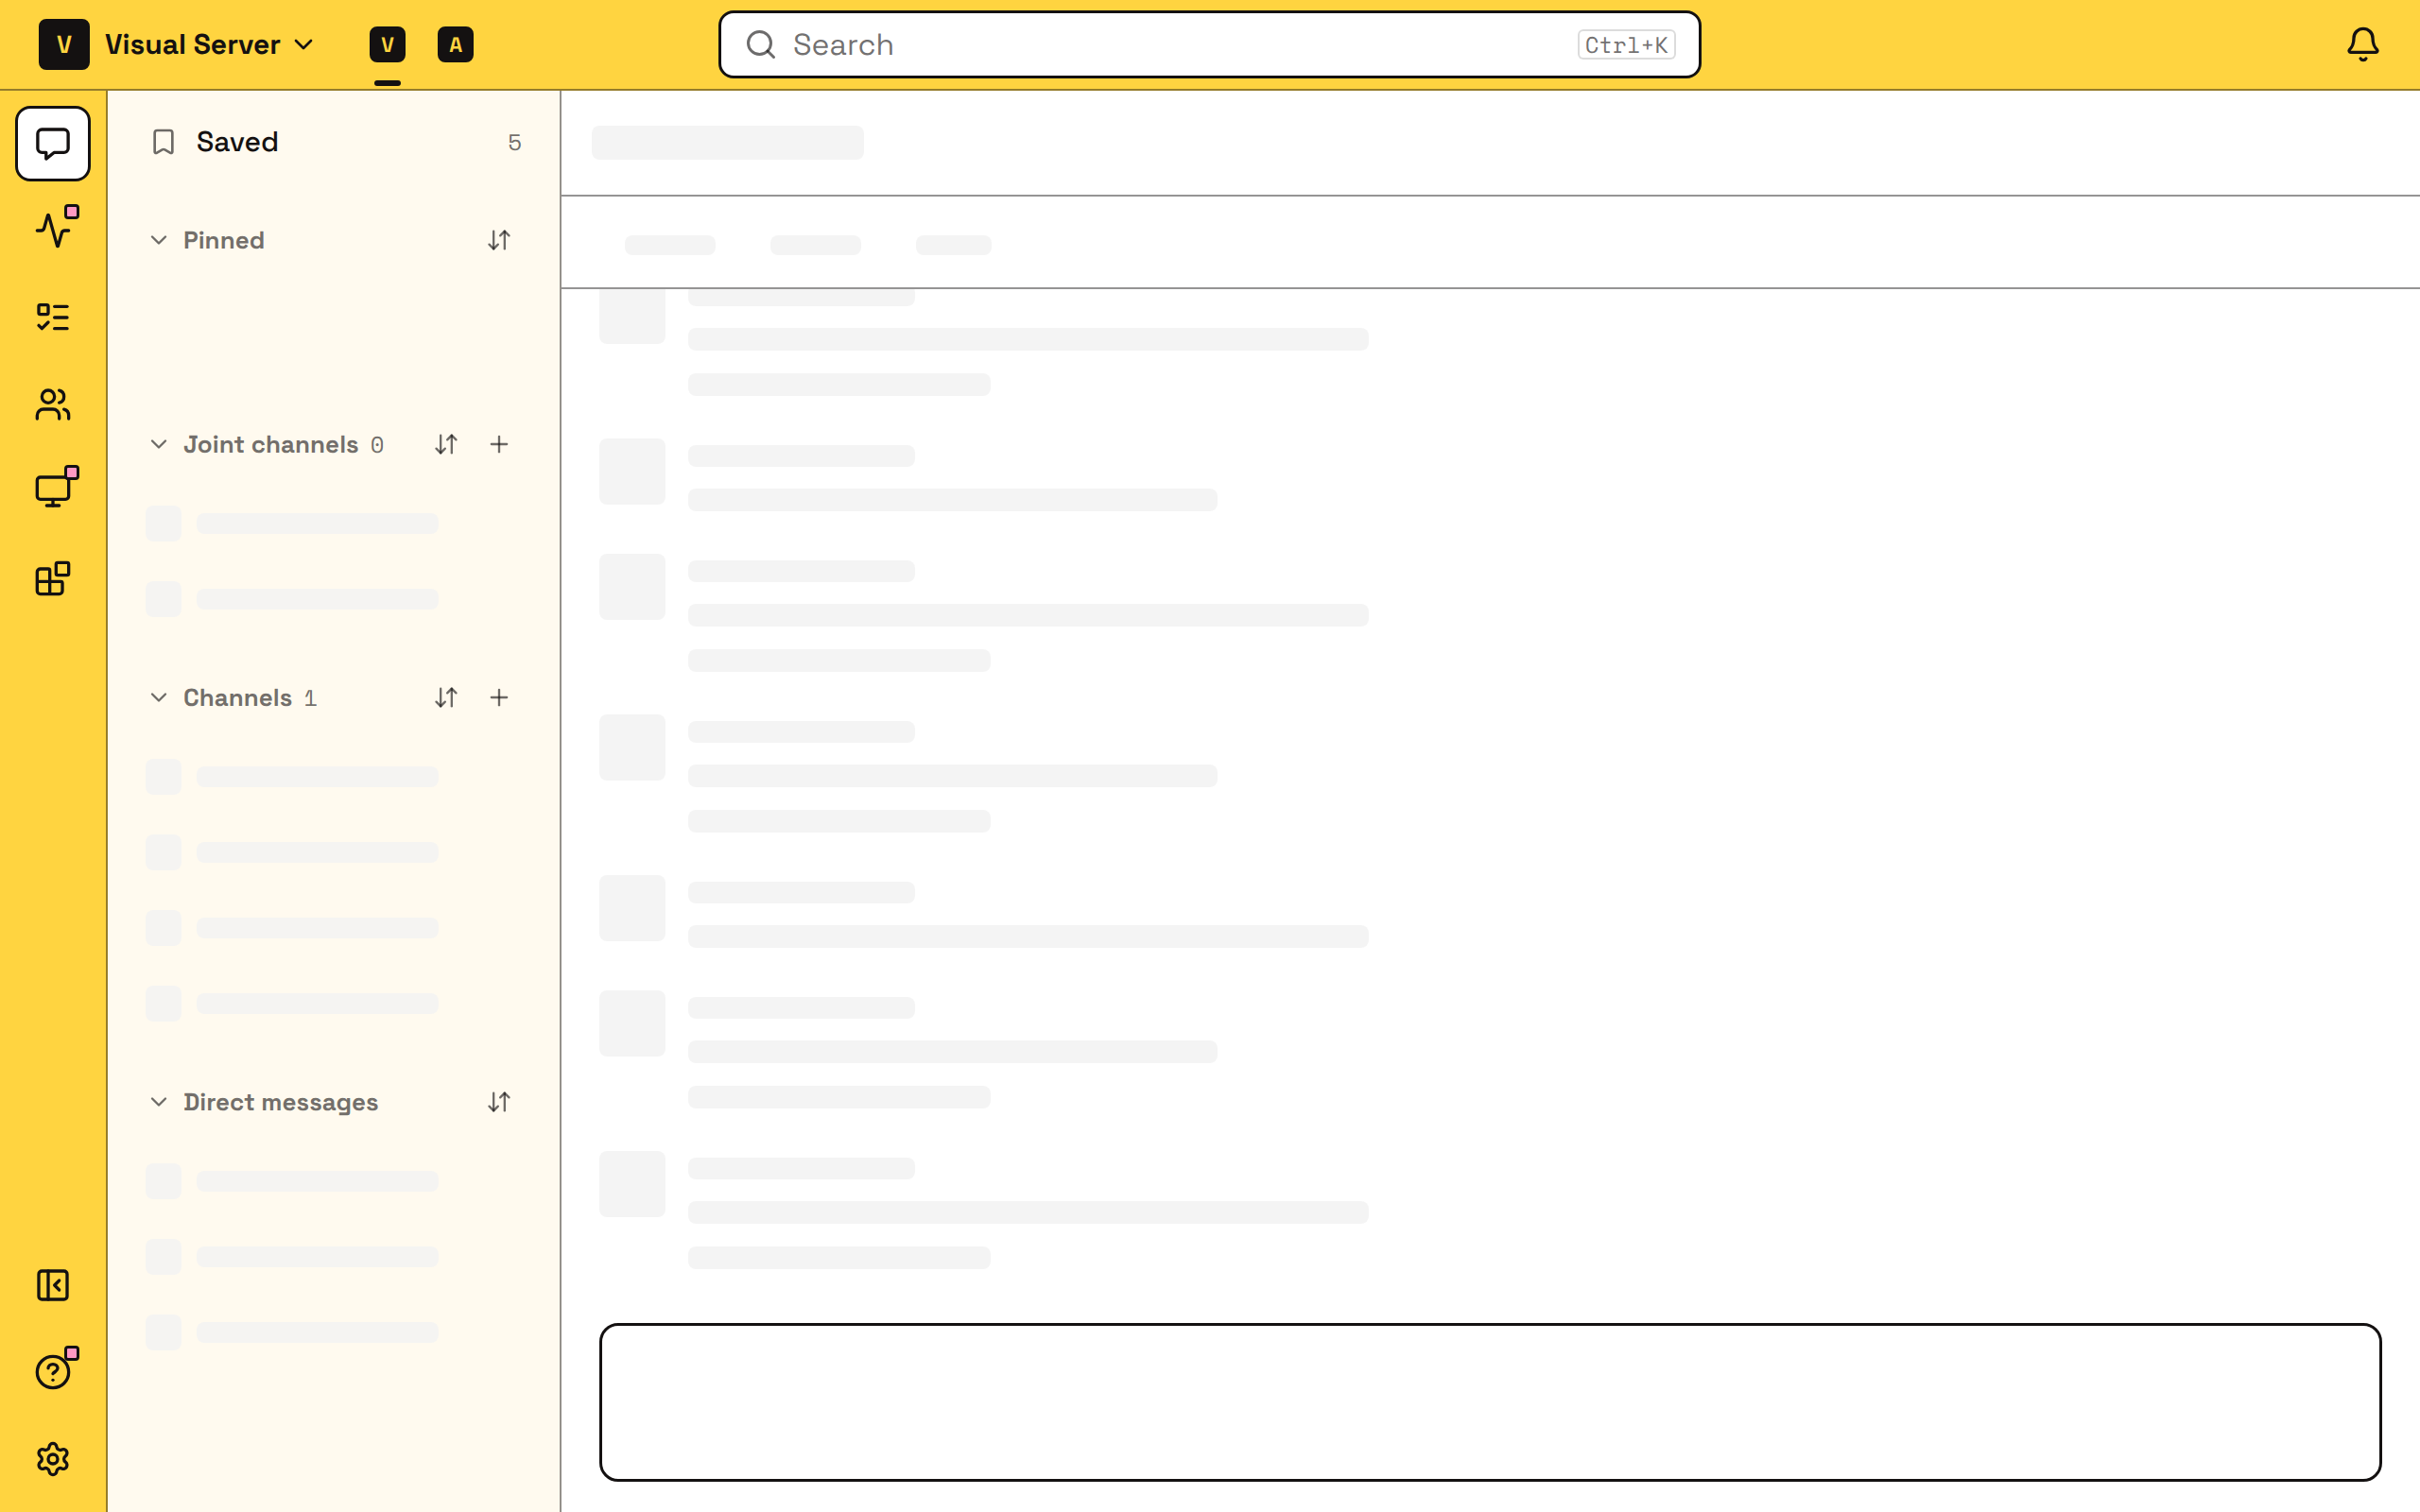 V Visual Server V A Search Ctrl+K
Saved 5
Pinned
Joint channels 0
Channels 1
Direct messages